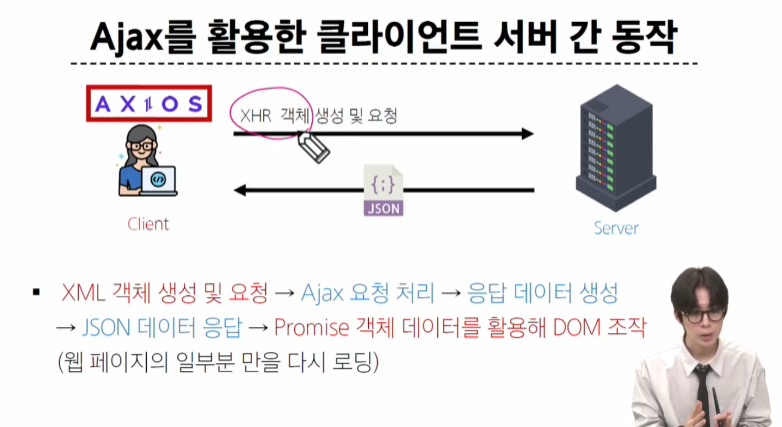 Ajax를 활용한 클라이언트 서버 간 동작
AXIOS
XHR 객체 생성 및 요청
{;}
JSON
Client
Server
▪ XML 객체 생성 및 요청 → Ajax 요청 처리 → 응답 데이터 생성
→ JSON 데이터 응답 → Promise 객체 데이터를 활용해 DOM 조작
(웹 페이지의 일부분 만을 다시 로딩)